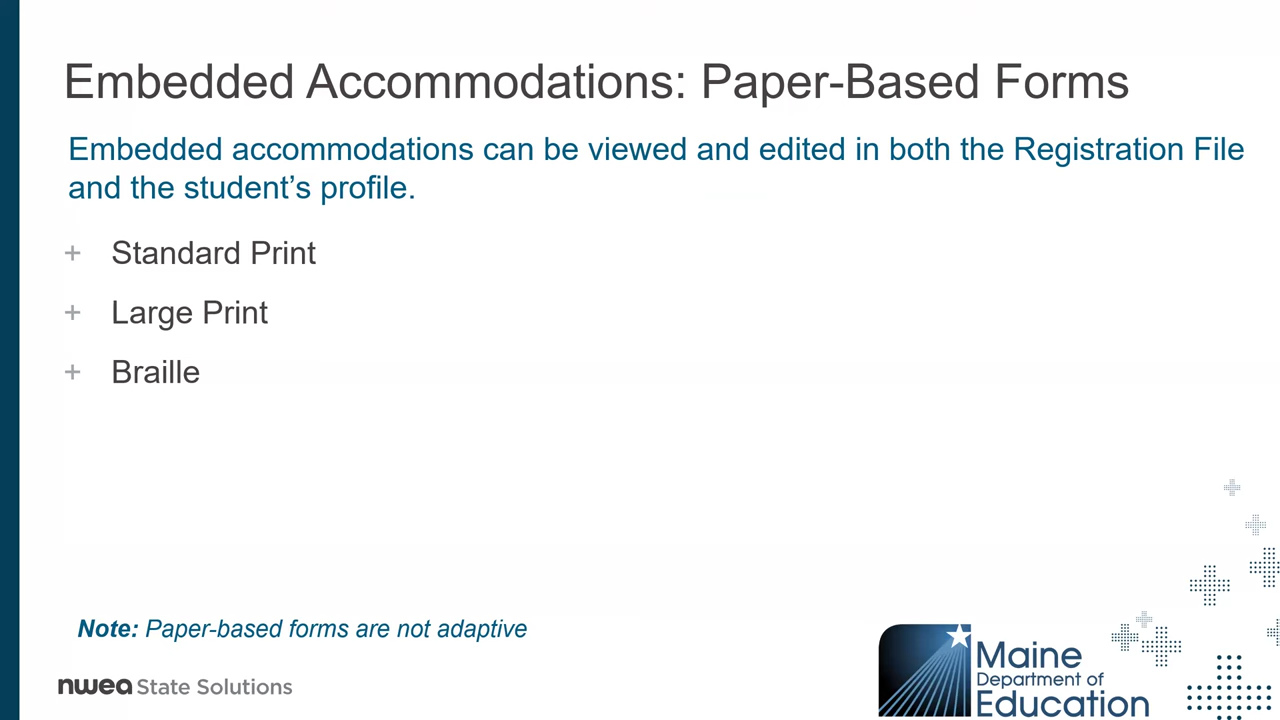 Embedded Accommodations: Paper-Based Forms
Embedded accommodations can be viewed and edited in both the Registration File
and the student’s profile.
+ Standard Print
+ Large Print
+ Braille
Note: Paper-based forms are not adaptive
nwea State Solutions
Maine
Department of
Education